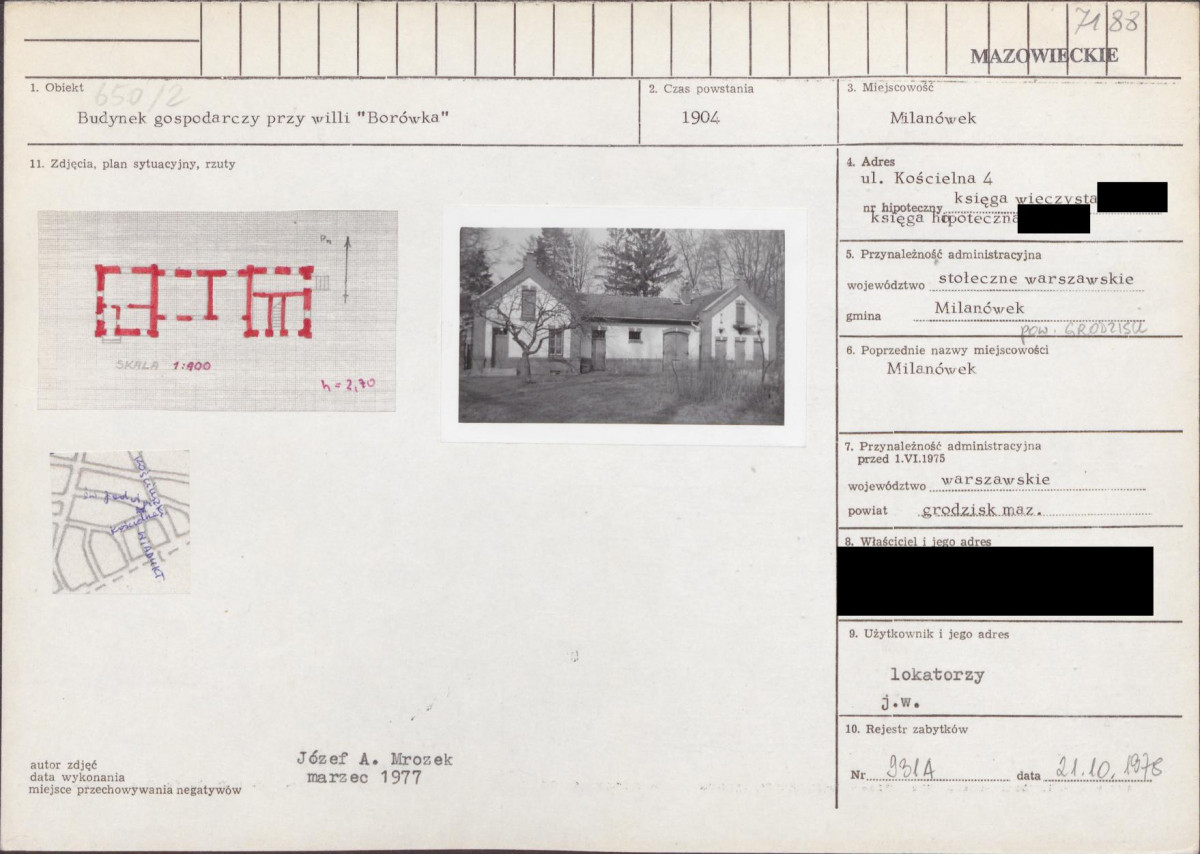 7188
MAZOWIECKIE
1. Obiekt
650/2
Budynek gospodarczy przy willi "Borówka"
2. Czas powstania
1904
3. Miejscowość
Milanówek
11. Zdjęcia, plan sytuacyjny, rzuty
SKALA 1:400
h = 2,70
Kościelna
WIADUKT
autor zdjęć
data wykonania
miejsce przechowywania negatywów
Józef A. Mrozek
marzec 1977
4. Adres
ul. Kościelna 4
nr hipoteczny księga wieczysta
księga hipoteczna
5. Przynależność administracyjna
województwo stołeczne warszawskie
gmina Milanówek
pow. GRODZISK
6. Poprzednie nazwy miejscowości
Milanówek
7. Przynależność administracyjna
przed 1.VI.1975
województwo warszawskie
powiat grodzisk maz.
8. Właściciel i jego adres
9. Użytkownik i jego adres
lokatorzy
j.w.
10. Rejestr zabytków
Nr 931A data 21.10.1978